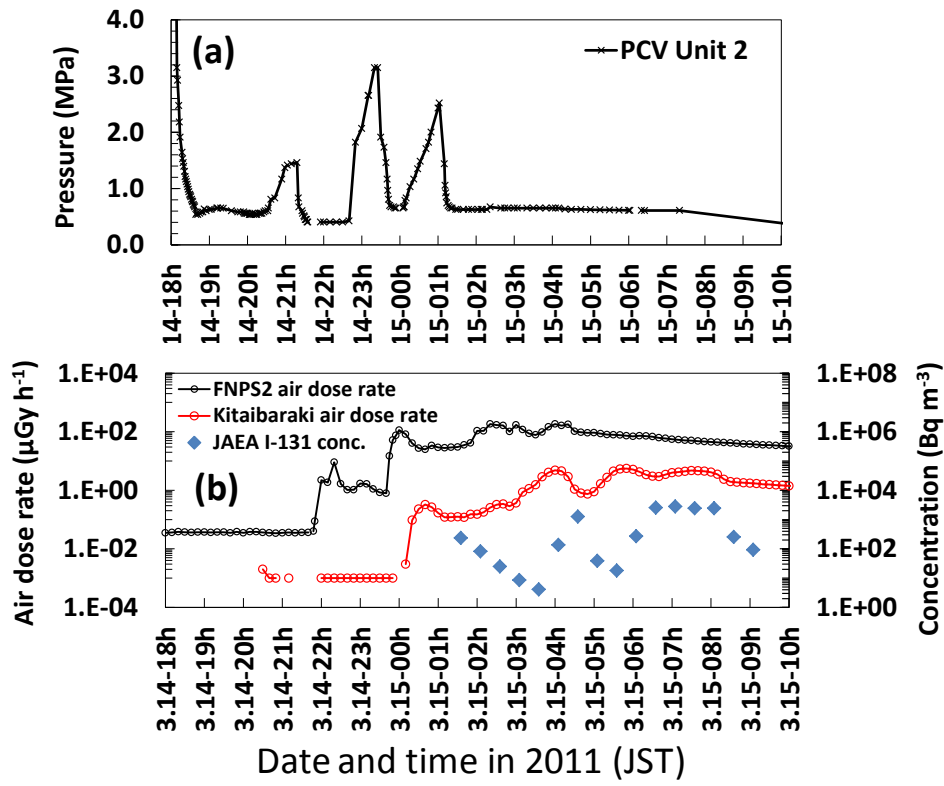 (a)
PCV Unit 2
Pressure (MPa)
4.0
3.0
2.0
1.0
0.0
14-18h
14-19h
14-20h
14-21h
14-22h
14-23h
15-00h
15-01h
15-02h
15-03h
15-04h
15-05h
15-06h
15-07h
15-08h
15-09h
15-10h
(b)
FNPS2 air dose rate
Kitaibaraki air dose rate
JAEA I-131 conc.
Air dose rate (µGy h⁻¹)
1.E+04
1.E+02
1.E+00
1.E-02
1.E-04
Concentration (Bq m⁻³)
1.E+08
1.E+06
1.E+04
1.E+02
1.E+00
3.14-18h
3.14-19h
3.14-20h
3.14-21h
3.14-22h
3.14-23h
3.15-00h
3.15-01h
3.15-02h
3.15-03h
3.15-04h
3.15-05h
3.15-06h
3.15-07h
3.15-08h
3.15-09h
3.15-10h
Date and time in 2011 (JST)